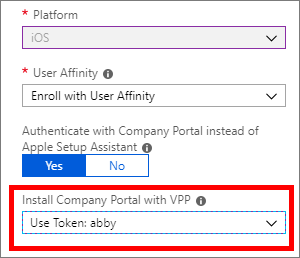 * Platform
iOS
* User Affinity
Enroll with User Affinity
Authenticate with Company Portal instead of
Apple Setup Assistant
Yes No
Install Company Portal with VPP
Use Token: abby